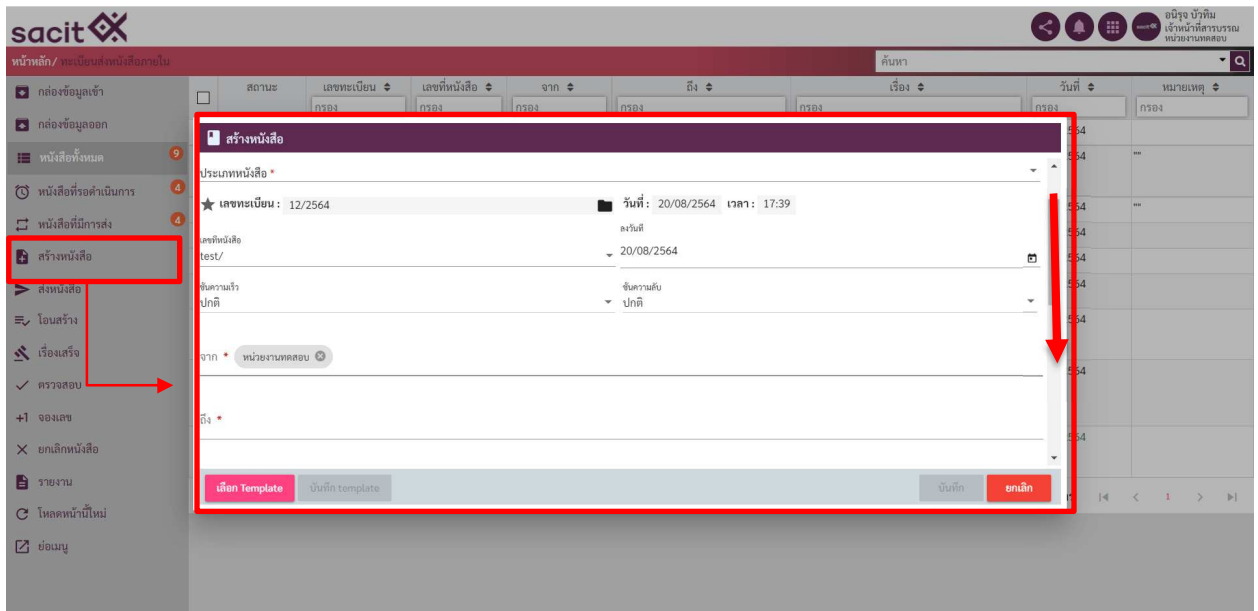 sacit
อนิรุจ บัวทิม
เจ้าหน้าที่สารบรรณ
หน่วยงานทดสอบ
หน้าหลัก/ ทะเบียนส่งหนังสือภายใน
ค้นหา
กล่องข้อมูลเข้า
กล่องข้อมูลออก
หนังสือทั้งหมด 9
หนังสือที่รอดำเนินการ 4
หนังสือที่มีการส่ง 4
สร้างหนังสือ
ส่งหนังสือ
โอนสร้าง
เรื่องเสร็จ
ตรวจสอบ
+1 จองเลข
ยกเลิกหนังสือ
รายงาน
โหลดหน้านี้ใหม่
ย่อเมนู
สถานะ เลขทะเบียน เลขที่หนังสือ จาก ถึง เรื่อง วันที่ หมายเหตุ
กรอง กรอง กรอง กรอง กรอง กรอง กรอง
สร้างหนังสือ
ประเภทหนังสือ *
เลขทะเบียน : 12/2564 วันที่ : 20/08/2564 เวลา : 17:39
เลขที่หนังสือ ลงวันที่
test/ 20/08/2564
ชั้นความเร็ว ชั้นความลับ
ปกติ ปกติ
จาก * หน่วยงานทดสอบ
ถึง *
เลือก Template บันทึก template บันทึก ยกเลิก
564
564 ""
564 ""
564
564
564
564
564
564
1